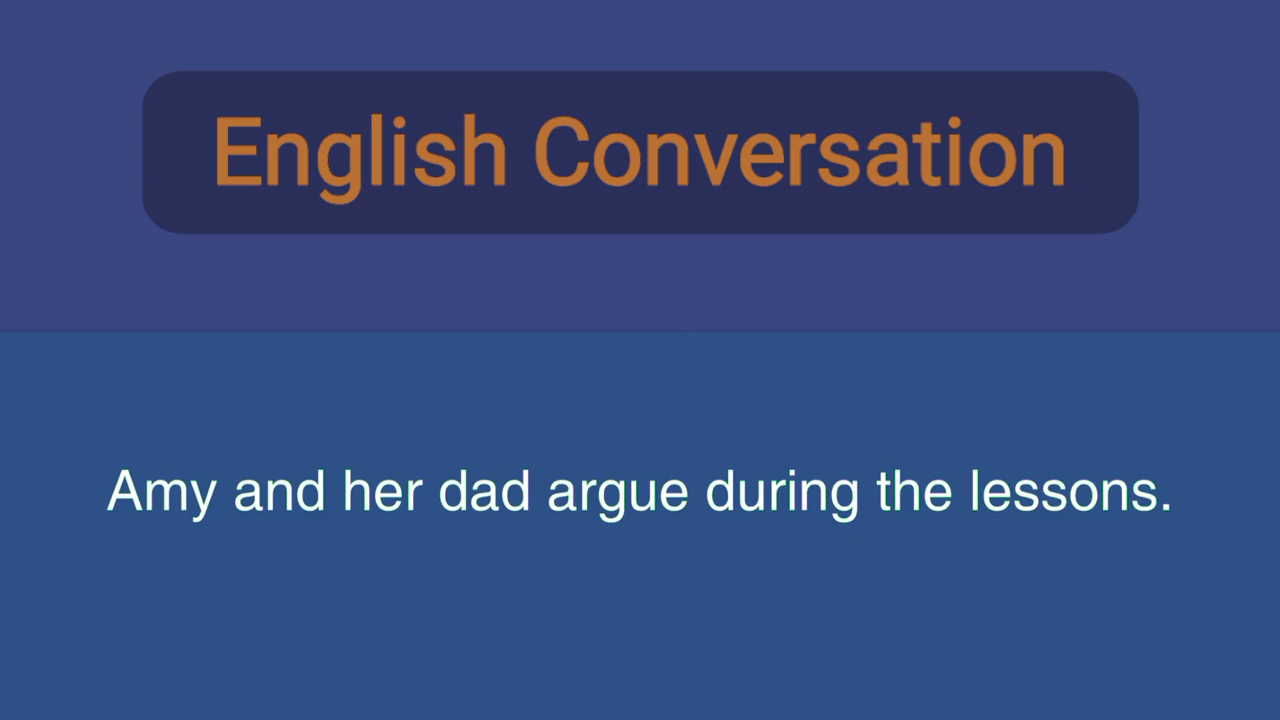 English Conversation
Amy and her dad argue during the lessons.